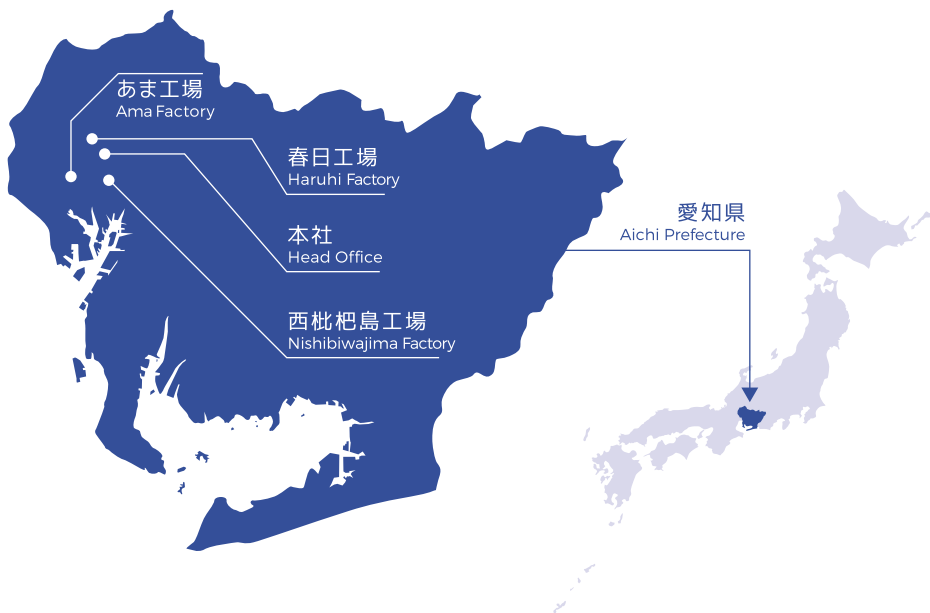 あま工場
Ama Factory
春日工場
Haruhi Factory
本社
Head Office
西枇杷島工場
Nishibiwajima Factory
愛知県
Aichi Prefecture